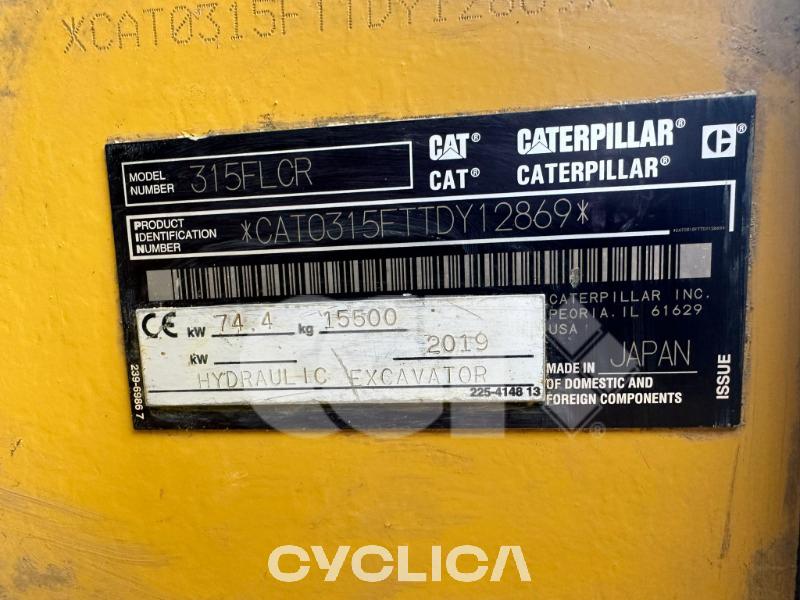 *CAT0315FTTDY12869*
CAT® CATERPILLAR®
CAT® CATERPILLAR®
MODEL NUMBER 315FLCR
PRODUCT IDENTIFICATION NUMBER *CAT0315FTTDY12869*
*CAT0315FTTDY12869*
CATERPILLAR INC.
PEORIA, IL 61629
USA
CE kW 74.4 kg 15500
kW 2019
HYDRAULIC EXCAVATOR
225-4148 13
239-6986 7
MADE IN JAPAN
OF DOMESTIC AND
FOREIGN COMPONENTS
ISSUE
CYCLICA